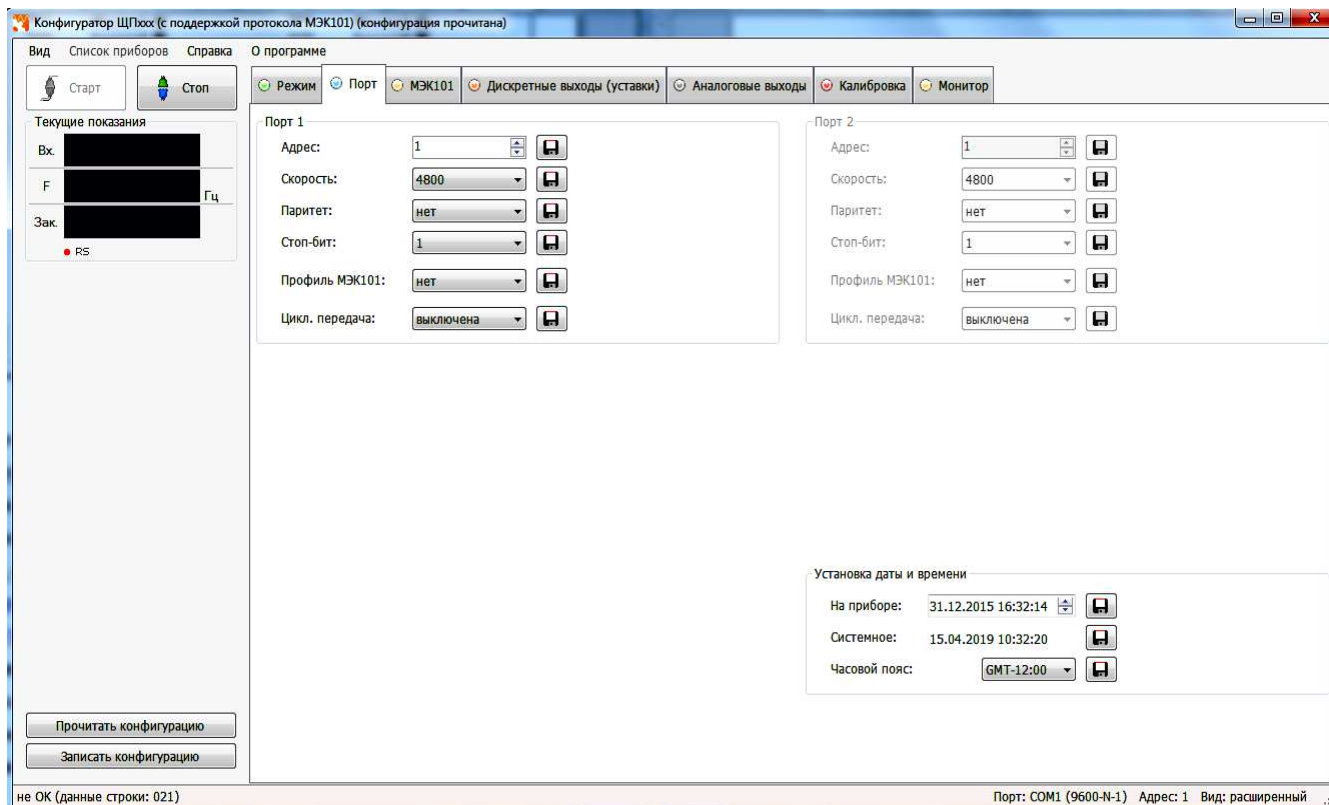 Конфигуратор ЩПxxx (с поддержкой протокола МЭК101) (конфигурация прочитана)
Вид Список приборов Справка О программе
Старт Стоп
Режим Порт МЭК101 Дискретные выходы (уставки) Аналоговые выходы Калибровка Монитор
Текущие показания
Вх.
F Гц
Зак.
RS
Порт 1
Адрес: 1
Скорость: 4800
Паритет: нет
Стоп-бит: 1
Профиль МЭК101: нет
Цикл. передача: выключена
Порт 2
Адрес: 1
Скорость: 4800
Паритет: нет
Стоп-бит: 1
Профиль МЭК101: нет
Цикл. передача: выключена
Установка даты и времени
На приборе: 31.12.2015 16:32:14
Системное: 15.04.2019 10:32:20
Часовой пояс: GMT-12:00
Прочитать конфигурацию
Записать конфигурацию
не ОК (данные строки: 021) Порт: COM1 (9600-N-1) Адрес: 1 Вид: расширенный